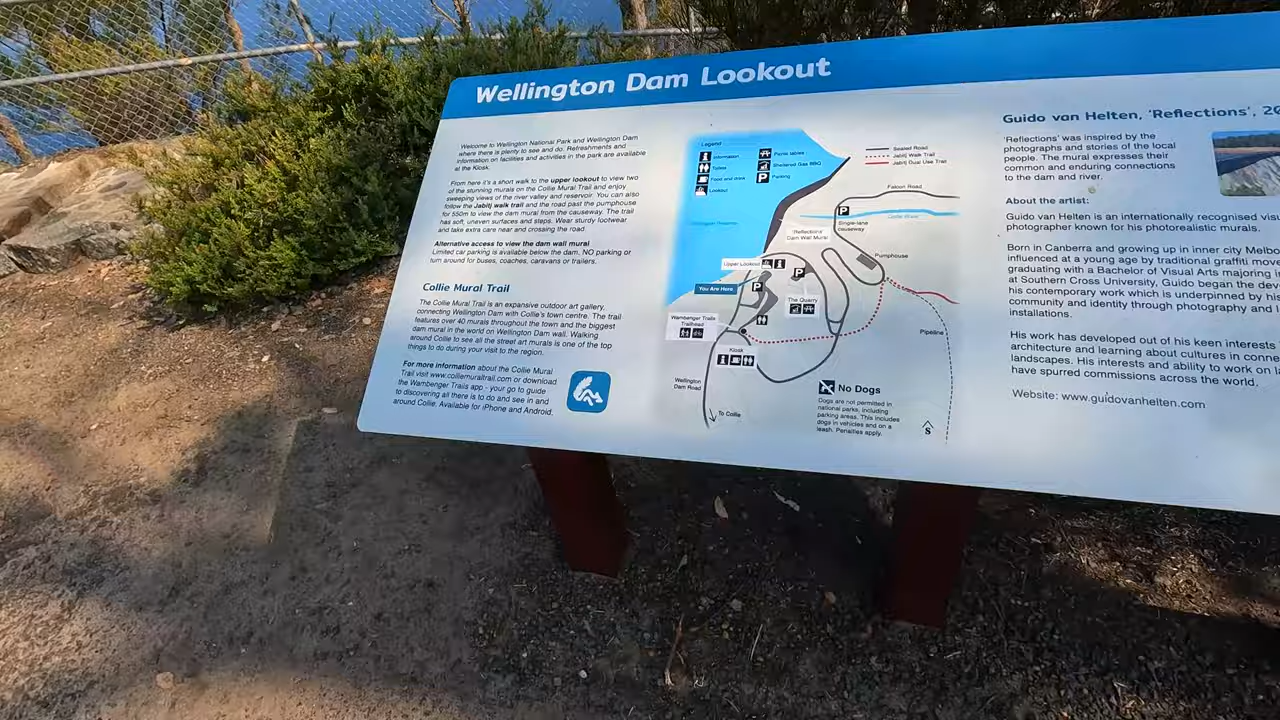 Wellington Dam Lookout
Welcome to Wellington National Park and Wellington Dam
where there is plenty to see and do. Refreshments and
information on facilities and activities in the park are available
at the Kiosk.
From here it's a short walk to the upper lookout to view two
of the stunning murals on the Collie Mural Trail and enjoy
sweeping views of the river valley and reservoir. You can also
follow the Jabitj walk trail and the road past the pumphouse
for 550m to view the dam mural from the causeway. The trail
has soft, uneven surfaces and steps. Wear sturdy footwear
and take extra care near and crossing the road
Alternative access to view the dam wall mural
Limited car parking is available below the dam. NO parking or
turn around for buses, coaches, caravans or trailers.
Collie Mural Trail
The Collie Mural Trail is an expansive outdoor art gallery,
connecting Wellington Dam with Collie's town centre. The trail
features over 40 murals throughout the town and the biggest
dam mural in the world on Wellington Dam wall. Walking
around Collie to see all the street art murals is one of the top
things to do during your visit to the region.
For more information about the Collie Mural
Trail visit www.colliemuraltrail.com or download
the Wambenger Trails app - your go to guide
to discovering all there is to do and see in and
around Collie. Available for iPhone and Android.
Legend
Information
Toilets
Food and drink
Lookout
Picnic tables
Sheltered Gas BBQ
P Parking
Sealed Road
Jabitj Walk Trail
Jabitj Dual Use Trail
Falcon Road
P
Collie River
Single-lane
causeway
'Reflections'
Dam Wall Mural
Pumphouse
Upper Lookout
P
You Are Here
P
The Quarry
Wambenger Trails
Trailhead
Kiosk
Pipeline
Wellington
Dam Road
To Collie
No Dogs
Dogs are not permitted in
national parks, including
parking areas. This includes
dogs in vehicles and on a
leash. Penalties apply.
S
Guido van Helten, 'Reflections', 20
'Reflections' was inspired by the
photographs and stories of the local
people. The mural expresses their
common and enduring connections
to the dam and river.
About the artist:
Guido van Helten is an internationally recognised vis
photographer known for his photorealistic murals.
Born in Canberra and growing up in inner city Melbo
influenced at a young age by traditional graffiti move
graduating with a Bachelor of Visual Arts majoring i
at Southern Cross University, Guido began the dev
his contemporary work which is underpinned by his
community and identity through photography and l
installations.
His work has developed out of his keen interests
architecture and learning about cultures in conne
landscapes. His interests and ability to work on la
have spurred commissions across the world.
Website: www.guidovanhelten.com